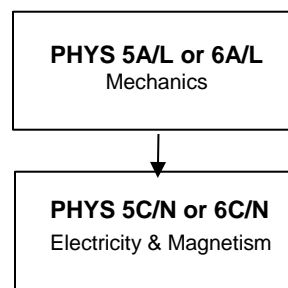 PHYS 5A/L or 6A/L
Mechanics
PHYS 5C/N or 6C/N
Electricity & Magnetism